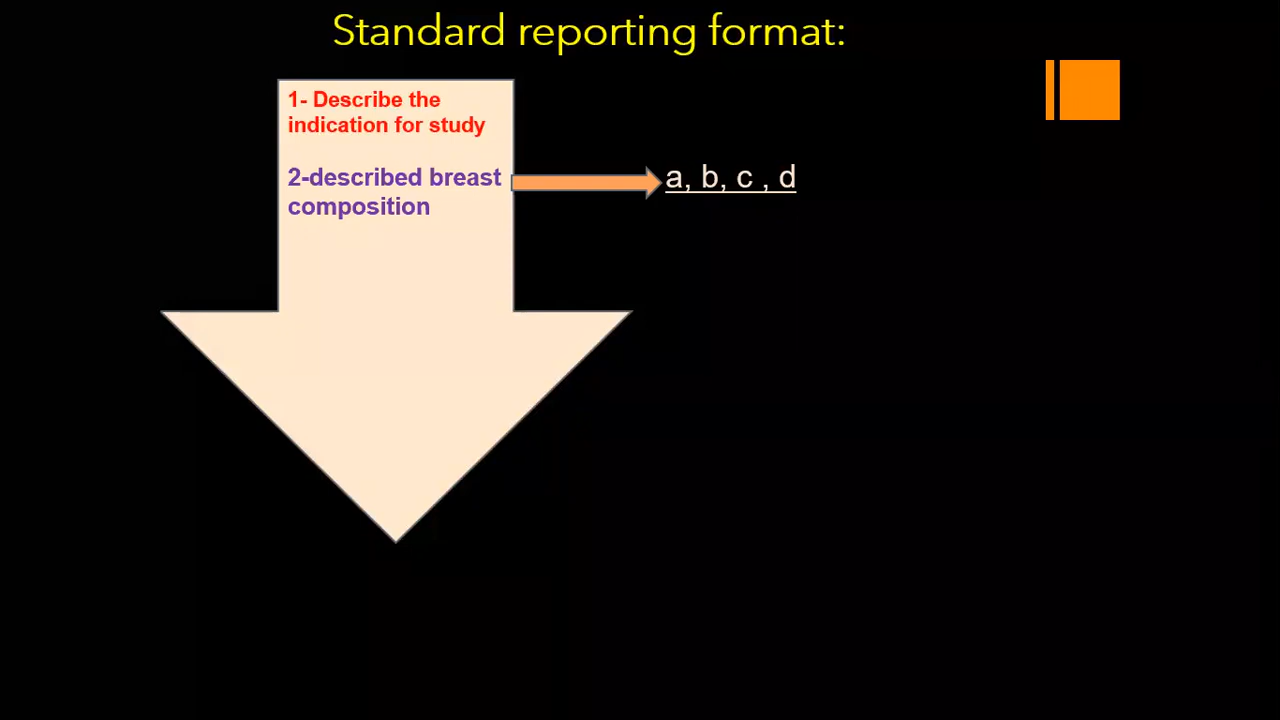 Standard reporting format:
1- Describe the
indication for study
2-described breast
composition
a, b, c , d